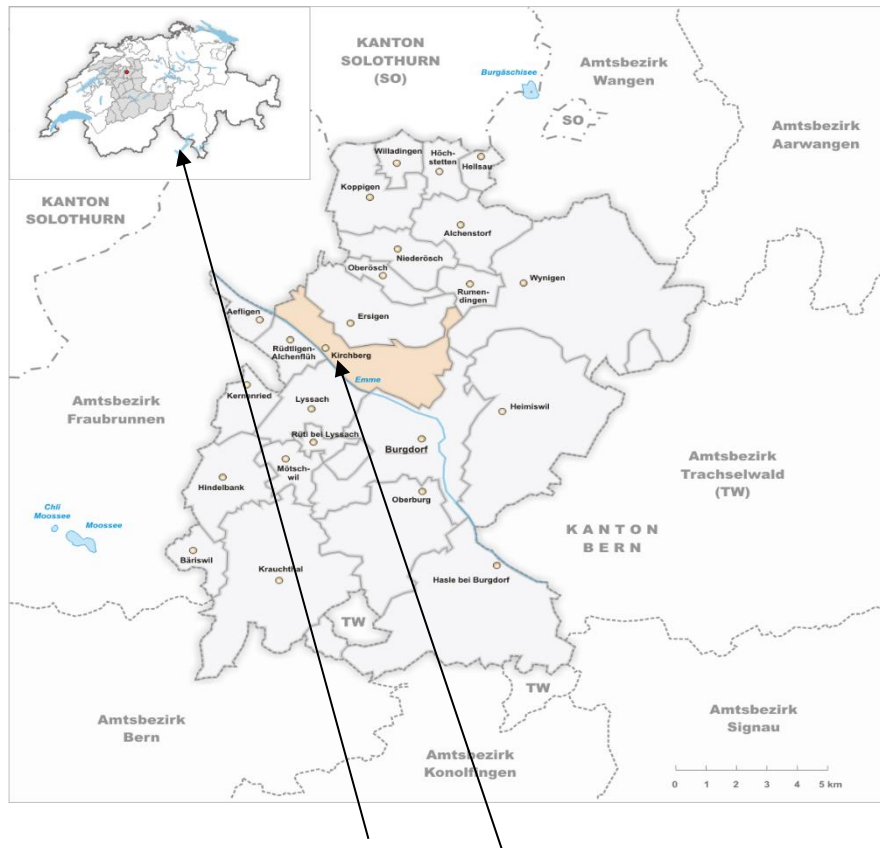 KANTON
SOLOTHURN
(SO)
Burgäschisee
Amtsbezirk
Wangen
SO
Amtsbezirk
Aarwangen
KANTON
SOLOTHURN
Willadingen
Höch-
stetten
Hellsau
Koppigen
Alchenstorf
Niederösch
Oberösch
Rumen-
dingen
Wynigen
Aefligen
Ersigen
Rüdtligen-
Alchenflüh
Kirchberg
Emme
Kernenried
Lyssach
Heimiswil
Amtsbezirk
Fraubrunnen
Rütl bei Lyssach
Burgdorf
Mötsch-
wil
Hindelbank
Oberburg
Amtsbezirk
Trachselwald
(TW)
Chli
Moossee
Moossee
KANTON
BERN
Bäriswil
Krauchthal
Hasle bei Burgdorf
TW
TW
Amtsbezirk
Bern
Amtsbezirk
Signau
Amtsbezirk
Konolfingen
0 1 2 3 4 5 km